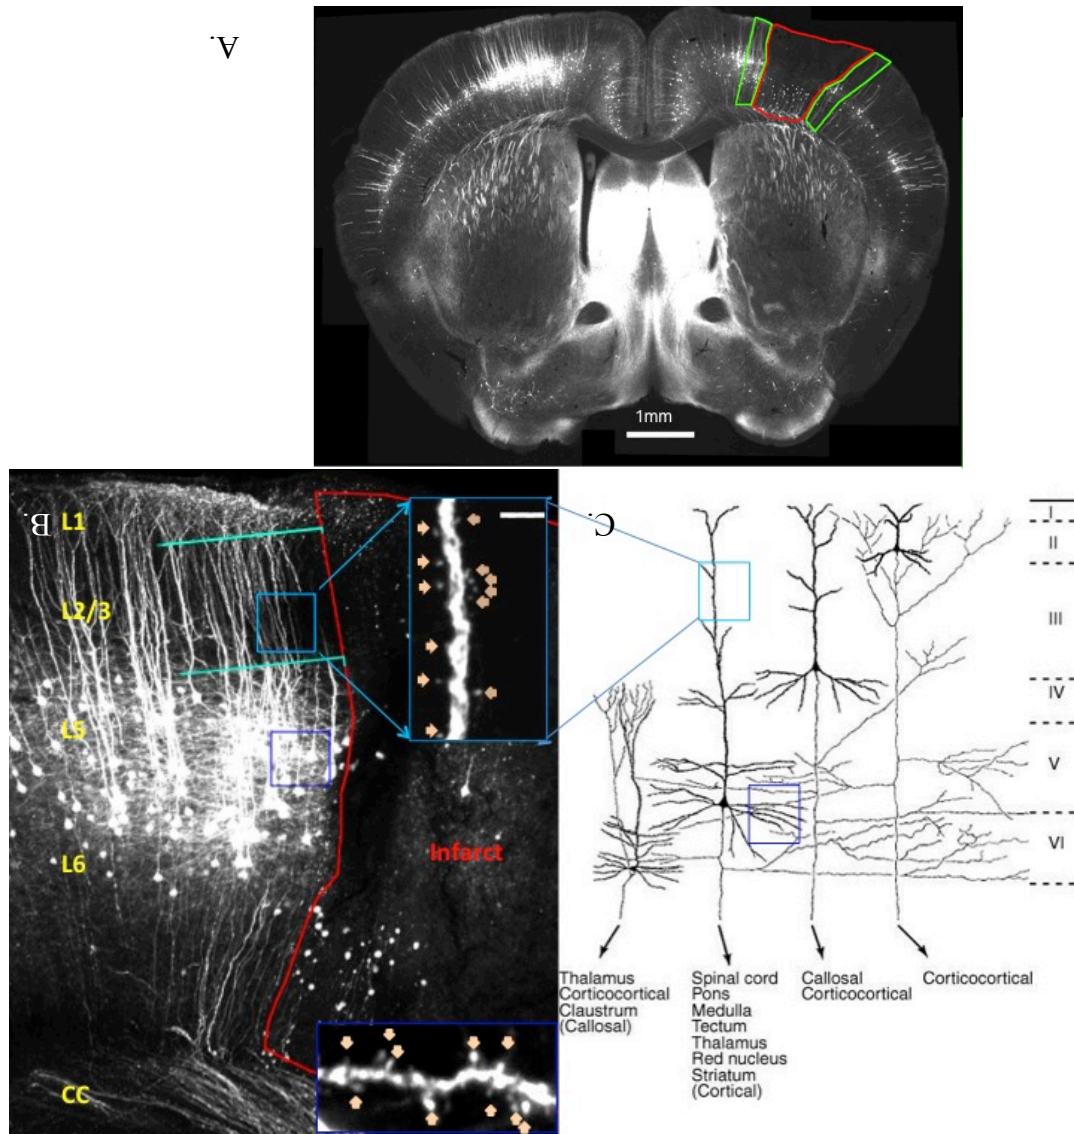 A.
1mm
B.
L1
L2/3
L5
L6
CC
Infarct
C.
I
II
III
IV
V
VI
Thalamus
Corticocortical
Claustrum
(Callosal)
Spinal cord
Pons
Medulla
Tectum
Thalamus
Red nucleus
Striatum
(Cortical)
Callosal
Corticocortical
Corticocortical